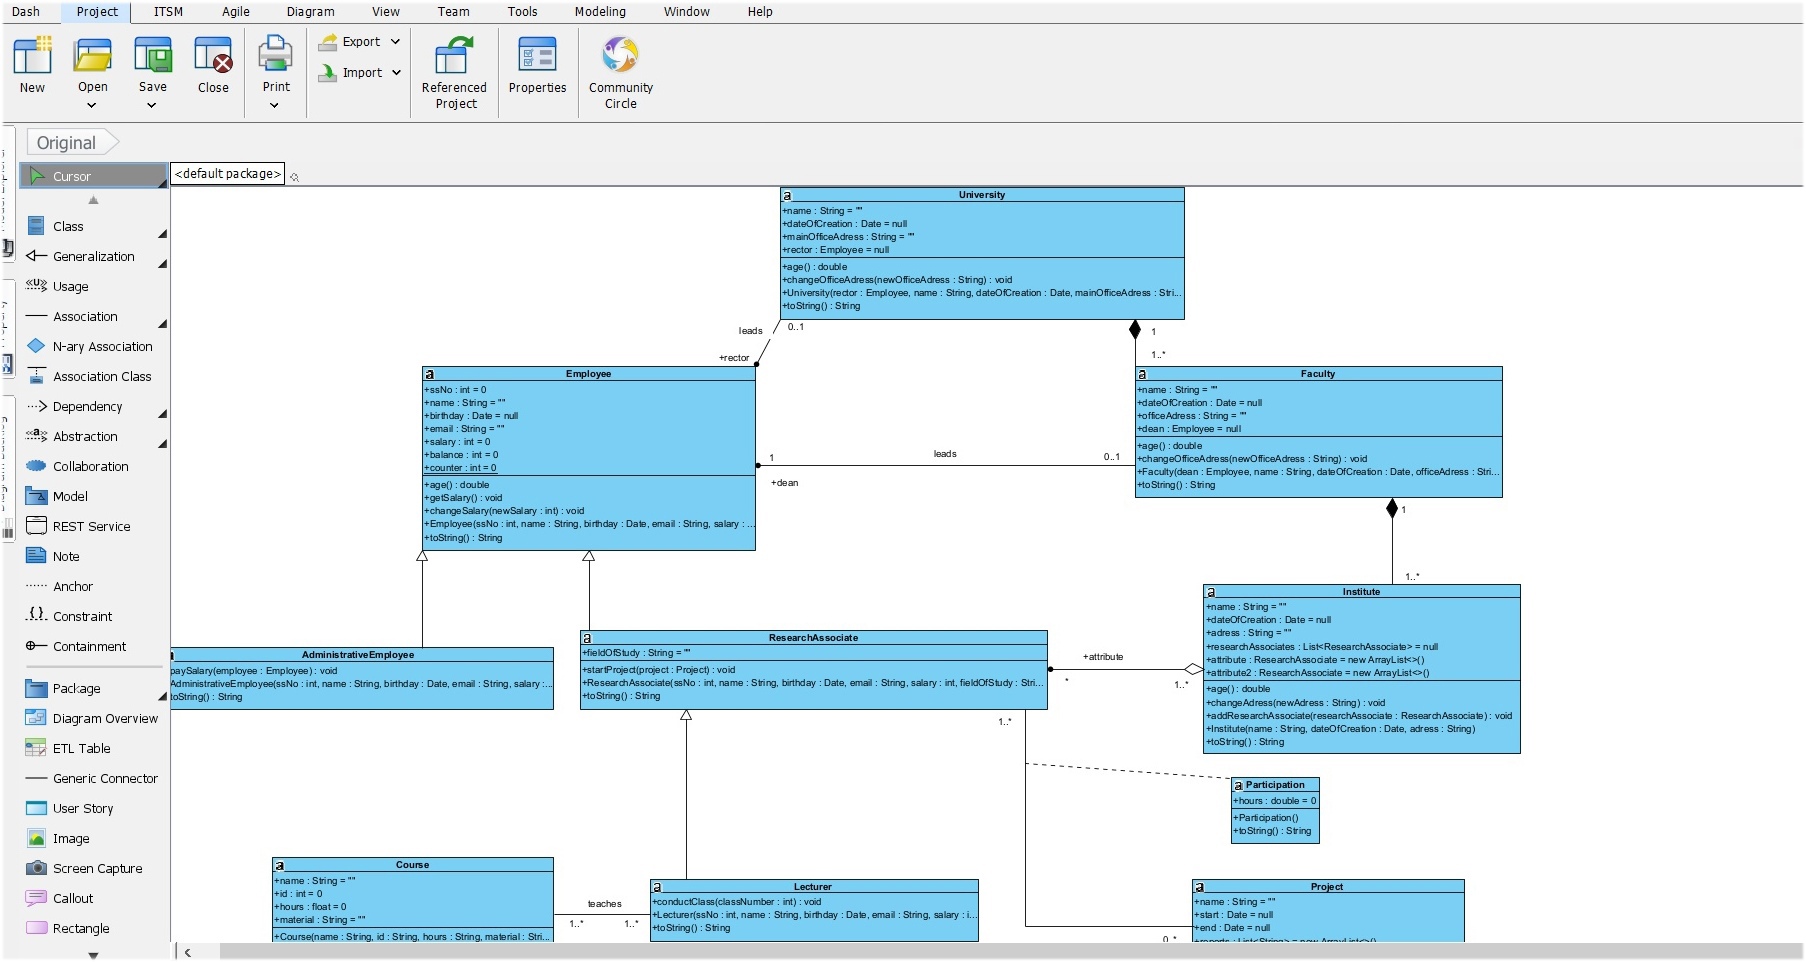 Dash Project ITSM Agile Diagram View Team Tools Modeling Window Help
New Open Save Close Print Export Import Referenced Project Properties Community Circle
Original
Cursor
<default package>
Class
Generalization
Usage
Association
N-ary Association
Association Class
Dependency
Abstraction
Collaboration
Model
REST Service
Note
Anchor
Constraint
Containment
Package
Diagram Overview
ETL Table
Generic Connector
User Story
Image
Screen Capture
Callout
Rectangle
University
+name : String = ""
+dateOfCreation : Date = null
+mainOfficeAdress : String = ""
+rector : Employee = null
+age() : double
+changeOfficeAdress(newOfficeAdress : String) : void
+University(rector : Employee, name : String, dateOfCreation : Date, mainOfficeAdress : Stri...
+toString() : String
leads
0..1
+rector
1
1..*
Employee
+ssNo : int = 0
+name : String = ""
+birthday : Date = null
+email : String = ""
+salary : int = 0
+balance : int = 0
+counter : int = 0
+age() : double
+getSalary() : void
+changeSalary(newSalary : int) : void
+Employee(ssNo : int, name : String, birthday : Date, email : String, salary : ...
+toString() : String
1
leads
0..1
+dean
Faculty
+name : String = ""
+dateOfCreation : Date = null
+officeAdress : String = ""
+dean : Employee = null
+age() : double
+changeOfficeAdress(newOfficeAdress : String) : void
+Faculty(dean : Employee, name : String, dateOfCreation : Date, officeAdress : Stri...
+toString() : String
1
1..*
Institute
+name : String = ""
+dateOfCreation : Date = null
+adress : String = ""
+researchAssociates : List<ResearchAssociate> = null
+attribute : ResearchAssociate = new ArrayList<>()
+attribute2 : ResearchAssociate = new ArrayList<>()
+age() : double
+changeAdress(newAdress : String) : void
+addResearchAssociate(researchAssociate : ResearchAssociate) : void
+Institute(name : String, dateOfCreation : Date, adress : String)
+toString() : String
AdministrativeEmployee
paySalary(employee : Employee) : void
AdministrativeEmployee(ssNo : int, name : String, birthday : Date, email : String, salary :...
toString() : String
ResearchAssociate
+fieldOfStudy : String = ""
+startProject(project : Project) : void
+ResearchAssociate(ssNo : int, name : String, birthday : Date, email : String, salary : int, fieldOfStudy : Stri...
+toString() : String
+attribute
*
1..*
1..*
Participation
+hours : double = 0
+Participation()
+toString() : String
Course
+name : String = ""
+id : int = 0
+hours : float = 0
+material : String = ""
+Course(name : String, id : String, hours : String, material : Stri...
teaches
1..* 1..*
Lecturer
+conductClass(classNumber : int) : void
+Lecturer(ssNo : int, name : String, birthday : Date, email : String, salary : i...
+toString() : String
Project
+name : String = ""
+start : Date = null
+end : Date = null
+reports : List<String> = new ArrayList<>()
0..*